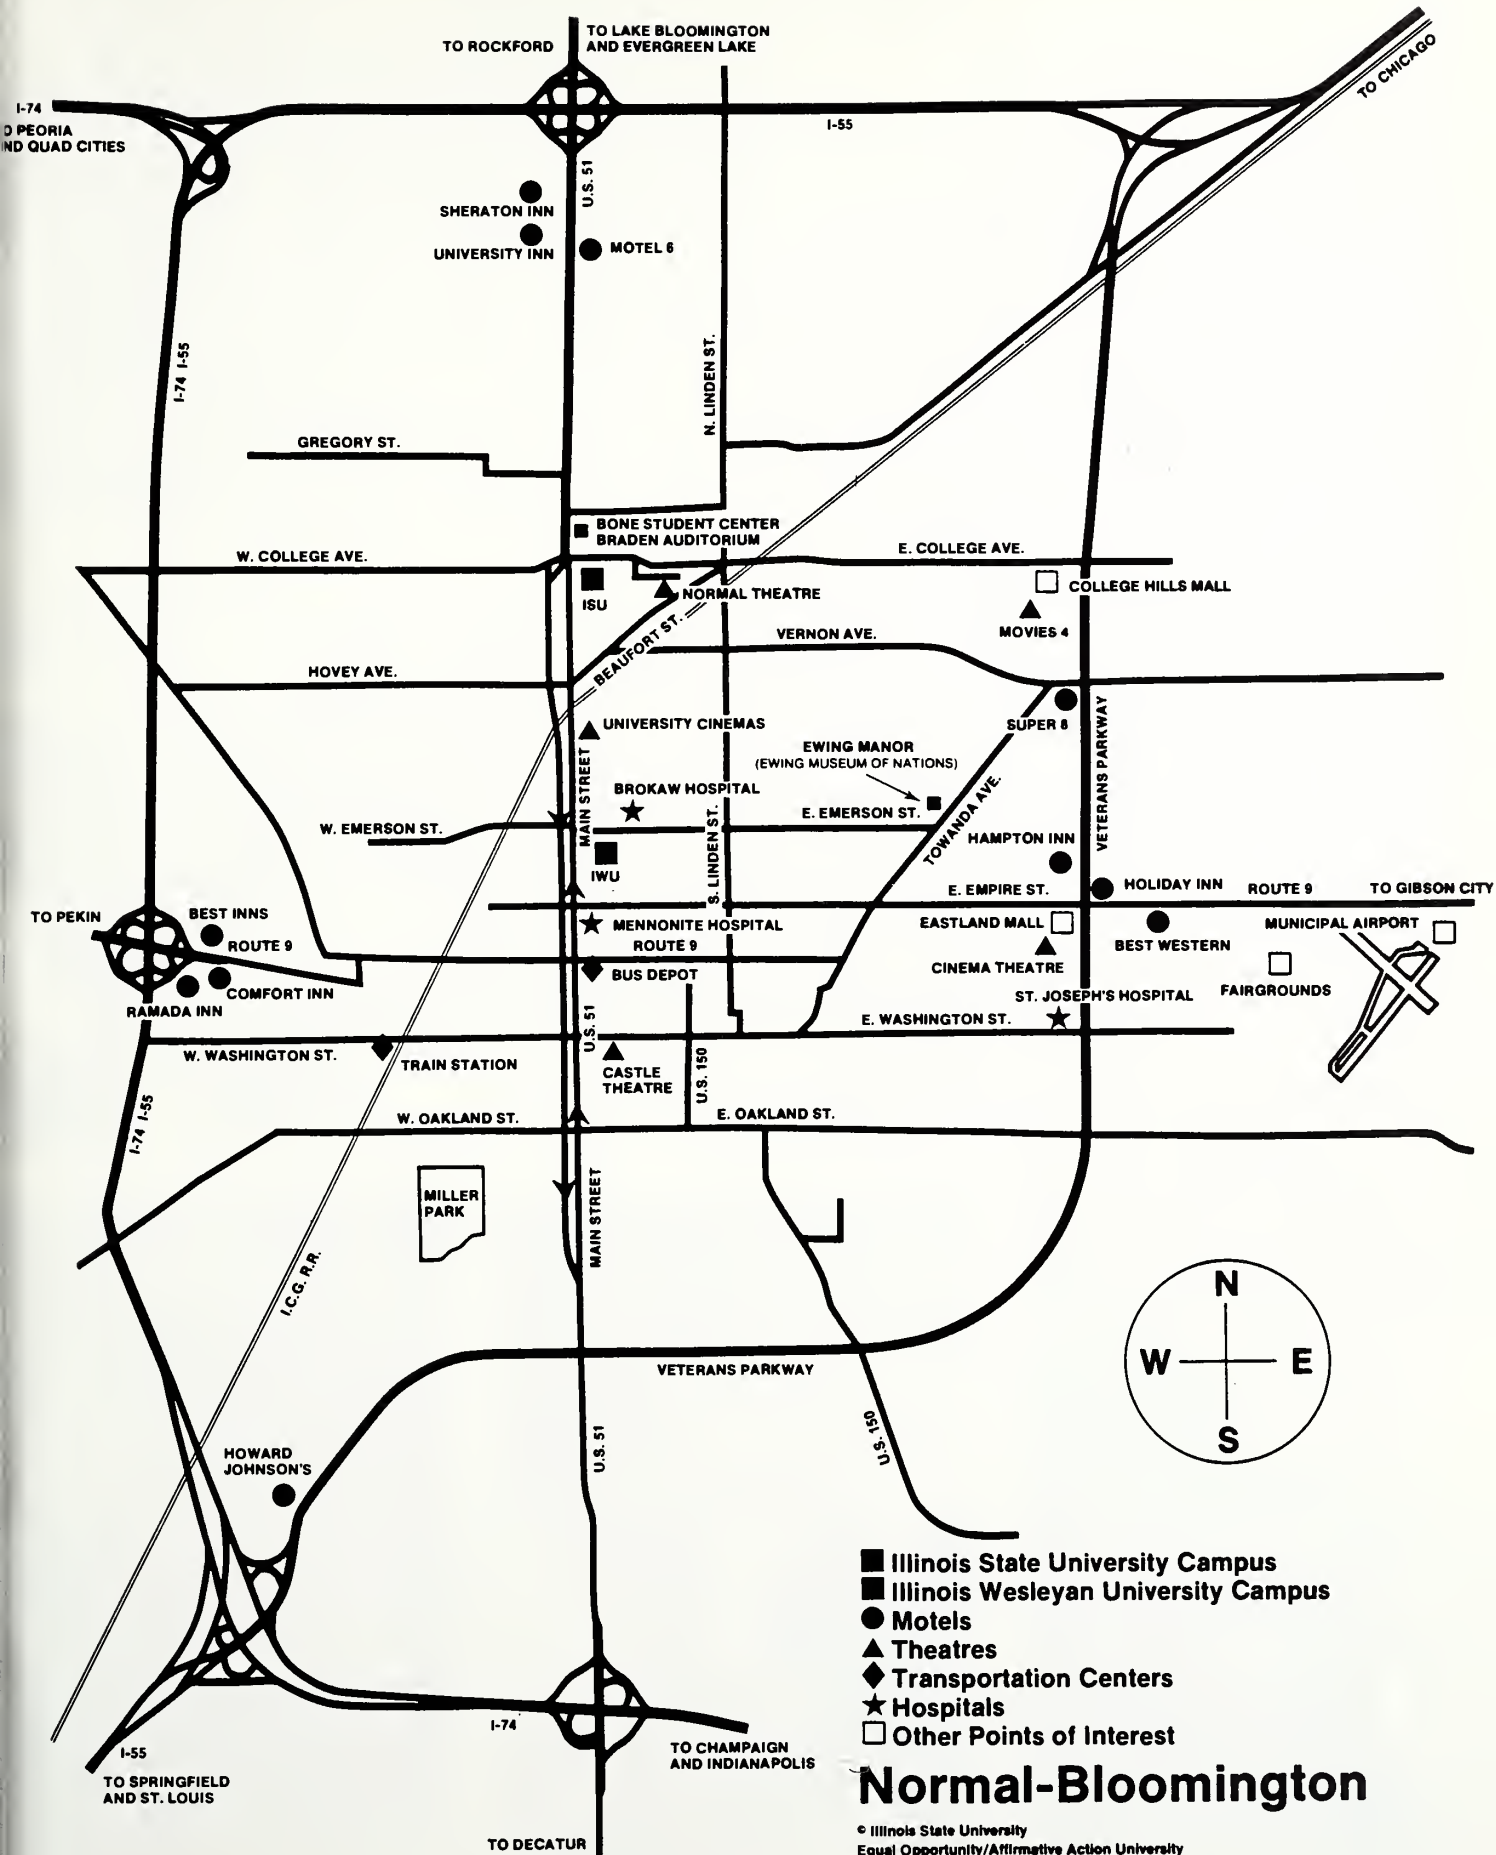 TO ROCKFORD
TO LAKE BLOOMINGTON
AND EVERGREEN LAKE
TO CHICAGO
I-74
PEORIA
QUAD CITIES
I-55
U.S. 51
SHERATON INN
UNIVERSITY INN
MOTEL 6
I-74 I-55
N. LINDEN ST.
GREGORY ST.
BONE STUDENT CENTER
BRADEN AUDITORIUM
W. COLLEGE AVE.
E. COLLEGE AVE.
ISU
NORMAL THEATRE
COLLEGE HILLS MALL
MOVIES 4
BEAUFORT ST.
VERNON AVE.
HOVEY AVE.
UNIVERSITY CINEMAS
SUPER 8
VETERANS PARKWAY
MAIN STREET
EWING MANOR
(EWING MUSEUM OF NATIONS)
BROKAW HOSPITAL
W. EMERSON ST.
E. EMERSON ST.
TOWANDA AVE.
S. LINDEN ST.
HAMPTON INN
IWU
E. EMPIRE ST.
HOLIDAY INN
ROUTE 9
TO GIBSON CITY
TO PEKIN
BEST INNS
ROUTE 9
MENNONITE HOSPITAL
ROUTE 9
EASTLAND MALL
BEST WESTERN
MUNICIPAL AIRPORT
CINEMA THEATRE
BUS DEPOT
COMFORT INN
RAMADA INN
FAIRGROUNDS
ST. JOSEPH'S HOSPITAL
E. WASHINGTON ST.
U.S. 51
W. WASHINGTON ST.
TRAIN STATION
CASTLE
THEATRE
U.S. 150
I-74 I-55
W. OAKLAND ST.
E. OAKLAND ST.
MILLER
PARK
MAIN STREET
I.C.G. R.R.
N
W
E
S
VETERANS PARKWAY
U.S. 51
U.S. 150
HOWARD
JOHNSON'S
Illinois State University Campus
Illinois Wesleyan University Campus
Motels
Theatres
Transportation Centers
Hospitals
Other Points of Interest
I-74
TO CHAMPAIGN
AND INDIANAPOLIS
I-55
TO SPRINGFIELD
AND ST. LOUIS
TO DECATUR
Normal-Bloomington
© Illinois State University
Equal Opportunity/Affirmative Action University